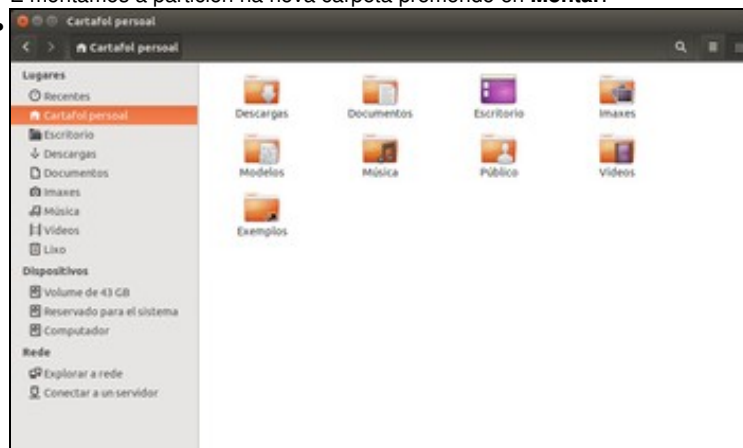 E montamos a partición na nova carpeta premendo en Montar.
Cartafol persoal
Cartafol persoal
Lugares
Recentes
Cartafol persoal
Escritorio
Descargas
Documentos
Imaxes
Música
Vídeos
Lixo
Dispositivos
Volume de 43 GB
Reservado para el sistema
Computador
Rede
Explorar a rede
Conectar a un servidor
Descargas Documentos Escritorio Imaxes
Modelos Música Público Vídeos
Exemplos